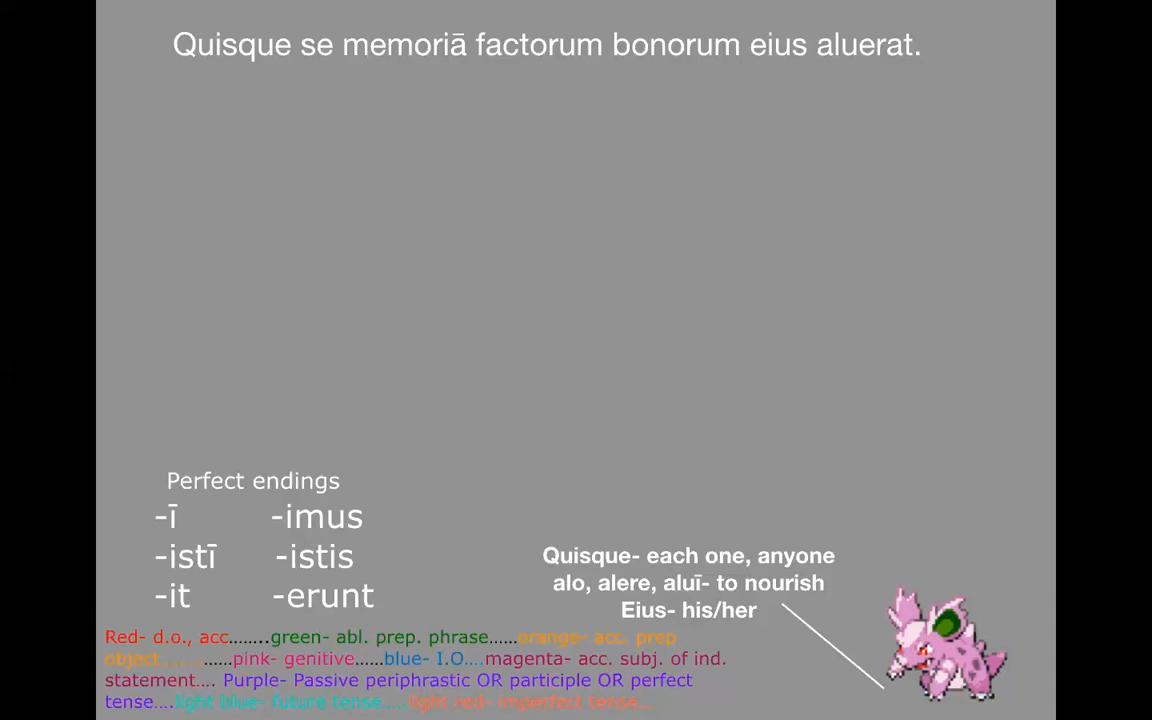 Quisque se memoriā factorum bonorum eius aluerat.
Perfect endings
-ī -imus
-istī -istis
-it -erunt
Quisque- each one, anyone
alo, alere, aluī- to nourish
Eius- his/her
Red- d.o., acc........green- abl. prep. phrase......orange- acc. prep
object..............pink- genitive......blue- I.O....magenta- acc. subj. of ind.
statement.... Purple- Passive periphrastic OR participle OR perfect
tense....light blue- future tense....light red- imperfect tense...